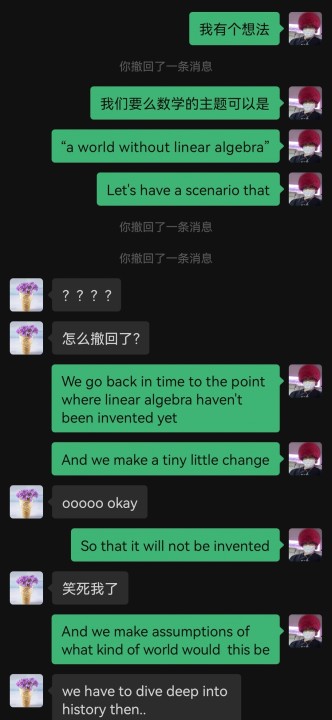 我有个想法
你撤回了一条消息
我们要么数学的主题可以是
“a world without linear algebra”
Let's have a scenario that
你撤回了一条消息
你撤回了一条消息
？？？？
怎么撤回了？
We go back in time to the point
where linear algebra haven't
been invented yet
And we make a tiny little change
ooooo okay
So that it will not be invented
笑死我了
And we make assumptions of
what kind of world would this be
we have to dive deep into
history then..